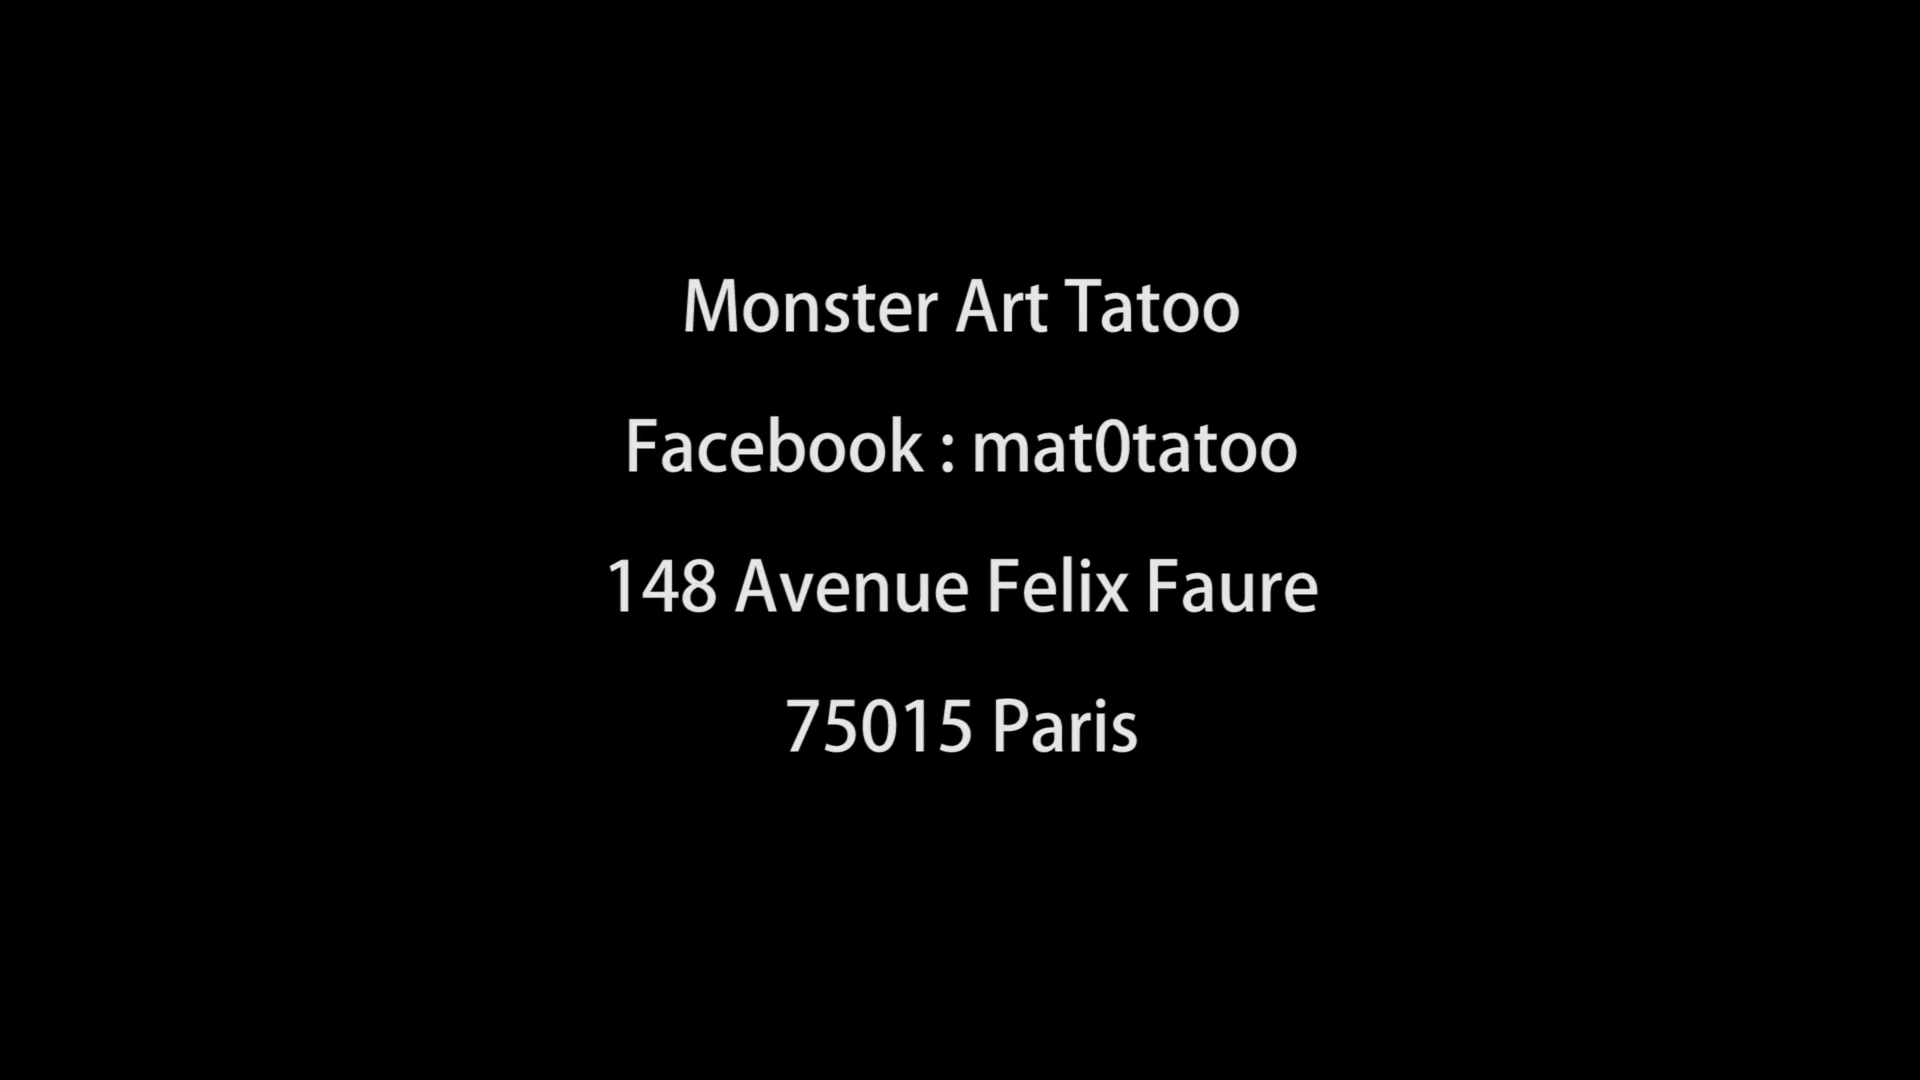 Monster Art Tatoo
Facebook : mat0tatoo
148 Avenue Felix Faure
75015 Paris